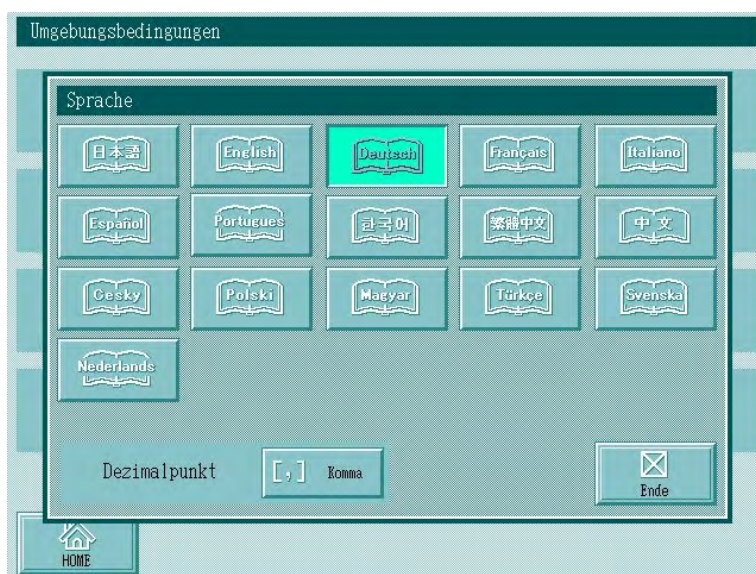 Umgebungsbedingungen
Sprache
日本語 English Deutsch Français Italiano
Español Portugues 한국어 繁體中文 中文
Cesky Polski Magyar Türkçe Svenska
Nederlands
Dezimalpunkt [,] Komma
Ende
HOME